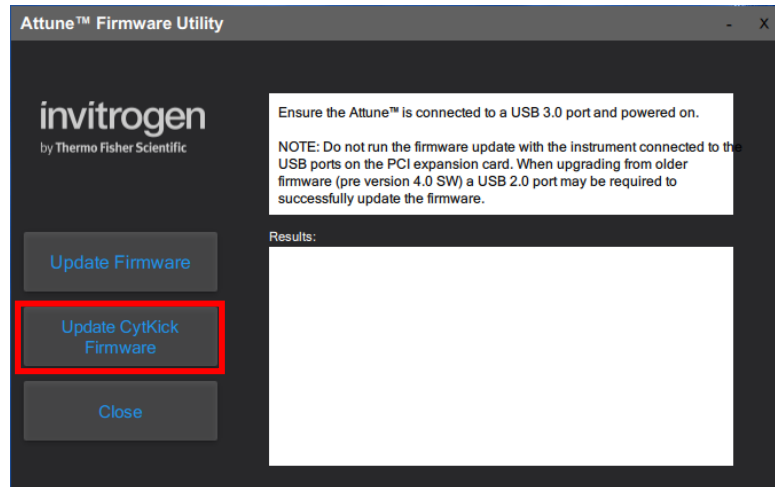 Attune™ Firmware Utility
- X
invitrogen
by Thermo Fisher Scientific
Ensure the Attune™ is connected to a USB 3.0 port and powered on.
NOTE: Do not run the firmware update with the instrument connected to the
USB ports on the PCI expansion card. When upgrading from older
firmware (pre version 4.0 SW) a USB 2.0 port may be required to
successfully update the firmware.
Results:
Update Firmware
Update CytKick
Firmware
Close